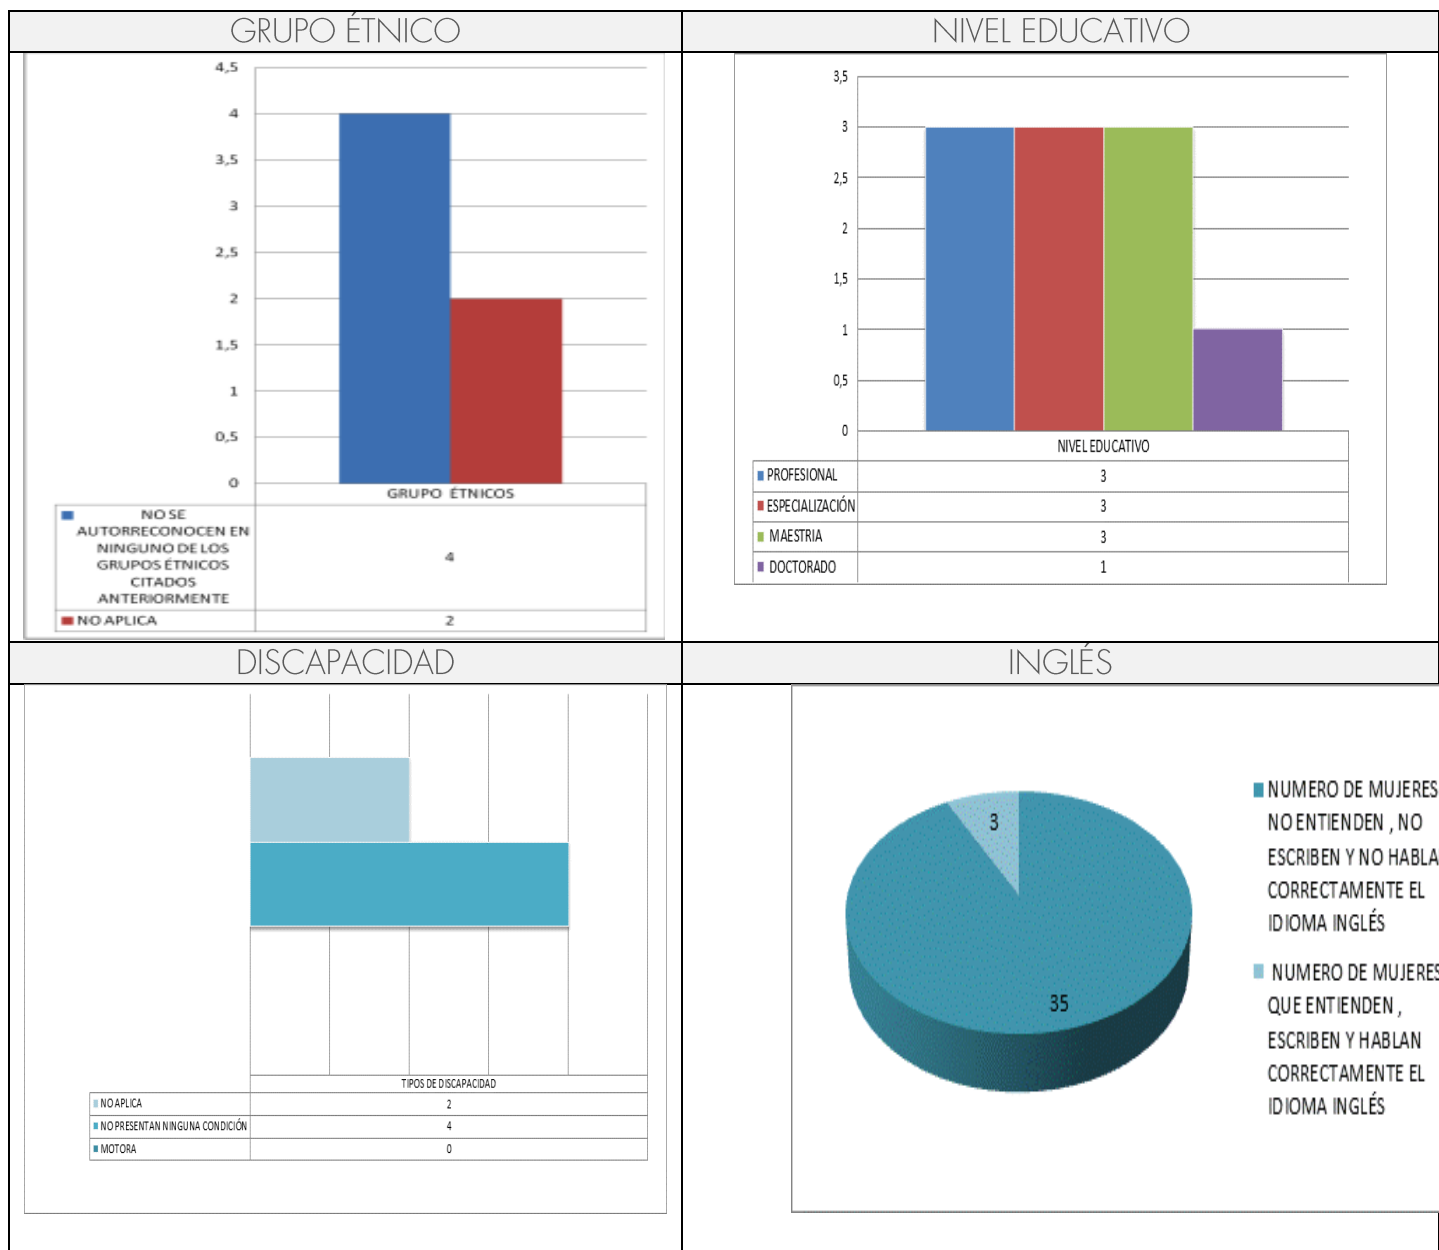 GRUPO ÉTNICO
4,5
4
3,5
3
2,5
2
1,5
1
0,5
0
GRUPO ÉTNICOS
NO SE
AUTORRECONOCEN EN
NINGUNO DE LOS
GRUPOS ÉTNICOS
CITADOS
ANTERIORMENTE
4
NO APLICA 2
NIVEL EDUCATIVO
3,5
3
2,5
2
1,5
1
0,5
0
NIVEL EDUCATIVO
PROFESIONAL 3
ESPECIALIZACIÓN 3
MAESTRIA 3
DOCTORADO 1
DISCAPACIDAD
TIPOS DE DISCAPACIDAD
NO APLICA 2
NO PRESENTAN NINGUNA CONDICIÓN 4
MOTORA 0
INGLÉS
3
35
NUMERO DE MUJERES
NO ENTIENDEN , NO
ESCRIBEN Y NO HABLA
CORRECTAMENTE EL
IDIOMA INGLÉS
NUMERO DE MUJERES
QUE ENTIENDEN ,
ESCRIBEN Y HABLAN
CORRECTAMENTE EL
IDIOMA INGLÉS